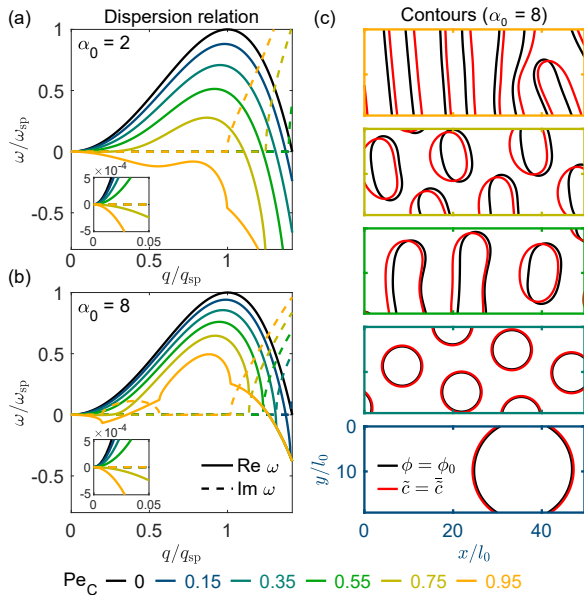 (a) Dispersion relation
α₀ = 2
ω/ω_sp
1
0.5
0
-0.5
× 10⁻⁴
5
0
-5
0 0.05
0 0.5 1
q/q_sp
(b)
α₀ = 8
ω/ω_sp
1
0.5
0
-0.5
× 10⁻⁴
5
0
-5
0 0.05
Re ω
Im ω
0 0.5 1
q/q_sp
(c) Contours (α₀ = 8)
y/l₀
0
10
ϕ = ϕ₀
c̃ = c̃̄
0 20 40
x/l₀
Pe_C 0 0.15 0.35 0.55 0.75 0.95